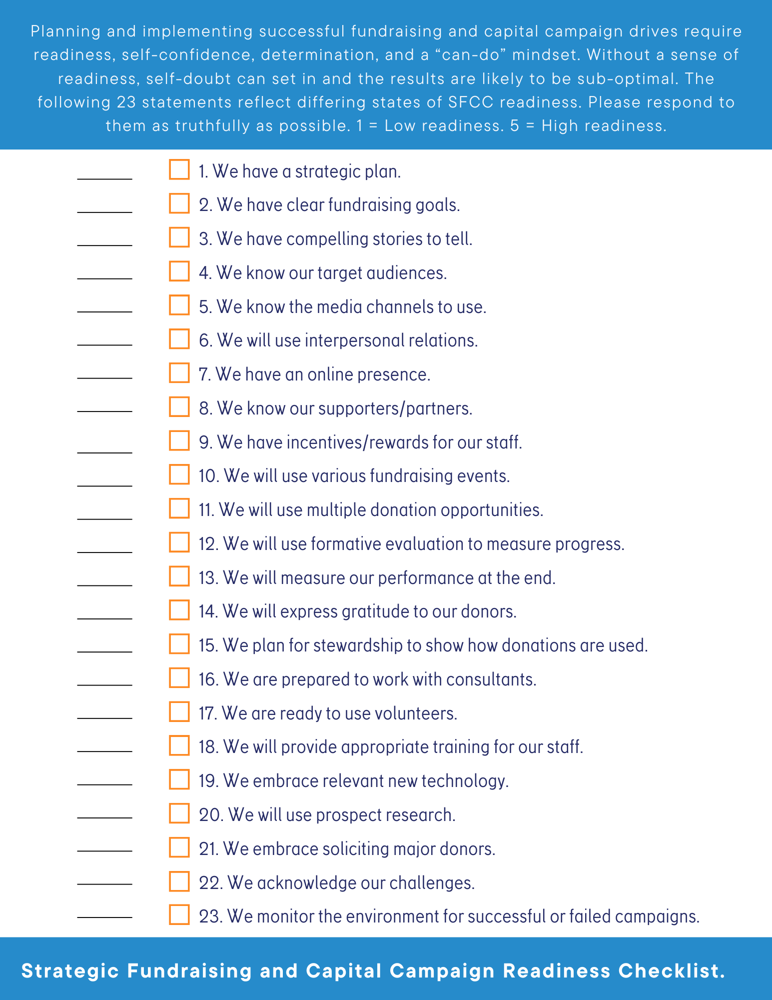 Planning and implementing successful fundraising and capital campaign drives require
readiness, self-confidence, determination, and a “can-do” mindset. Without a sense of
readiness, self-doubt can set in and the results are likely to be sub-optimal. The
following 23 statements reflect differing states of SFCC readiness. Please respond to
them as truthfully as possible. 1 = Low readiness. 5 = High readiness.
1. We have a strategic plan.
2. We have clear fundraising goals.
3. We have compelling stories to tell.
4. We know our target audiences.
5. We know the media channels to use.
6. We will use interpersonal relations.
7. We have an online presence.
8. We know our supporters/partners.
9. We have incentives/rewards for our staff.
10. We will use various fundraising events.
11. We will use multiple donation opportunities.
12. We will use formative evaluation to measure progress.
13. We will measure our performance at the end.
14. We will express gratitude to our donors.
15. We plan for stewardship to show how donations are used.
16. We are prepared to work with consultants.
17. We are ready to use volunteers.
18. We will provide appropriate training for our staff.
19. We embrace relevant new technology.
20. We will use prospect research.
21. We embrace soliciting major donors.
22. We acknowledge our challenges.
23. We monitor the environment for successful or failed campaigns.
Strategic Fundraising and Capital Campaign Readiness Checklist.